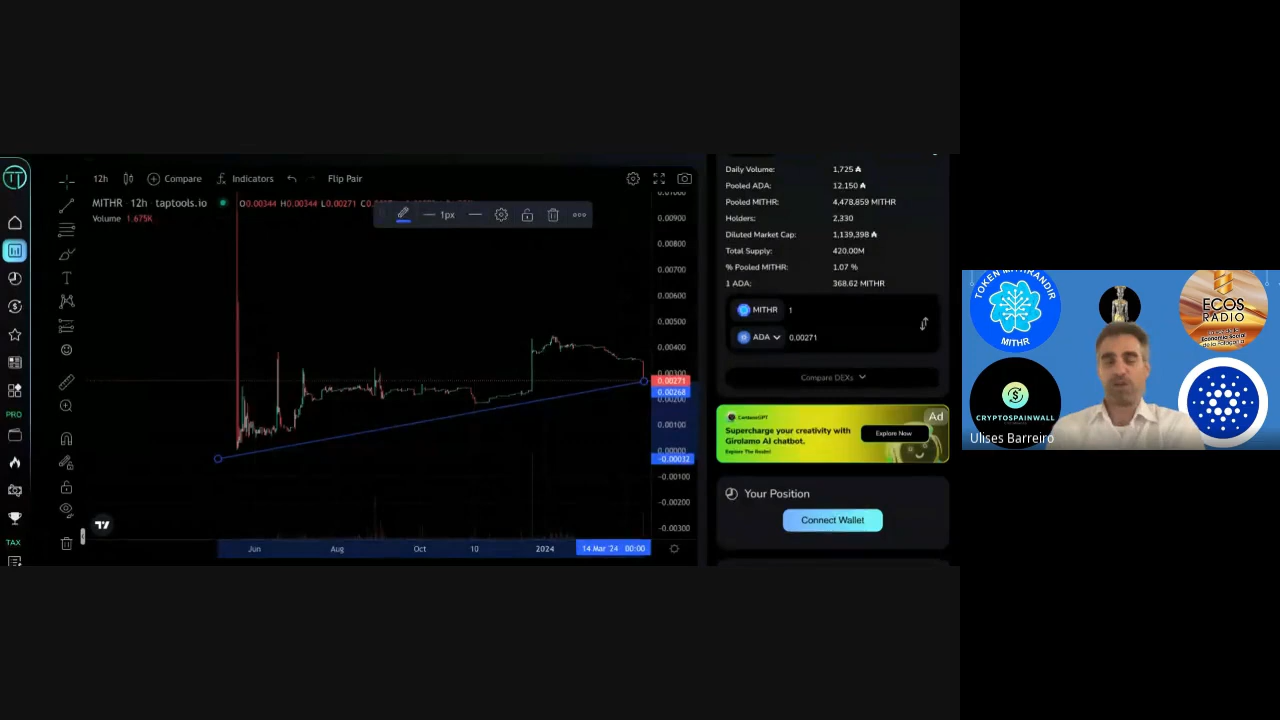 12h
Compare
Indicators
Flip Pair
MITHR · 12h · taptools.io
O0.00344 H0.00344 L0.00271
Volume 1.675K
1px
0.00900
0.00800
0.00700
0.00600
0.00500
0.00400
0.00300
0.00271
0.00268
0.00200
0.00100
0.00000
-0.00032
-0.00100
-0.00200
-0.00300
Jun
Aug
Oct
10
2024
14 Mar '24 00:00
PRO
TAX
Daily Volume: 1,725 ₳
Pooled ADA: 12,150 ₳
Pooled MITHR: 4,478,859 MITHR
Holders: 2,330
Diluted Market Cap: 1,139,398 ₳
Total Supply: 420.00M
% Pooled MITHR: 1.07 %
1 ADA: 368.62 MITHR
MITHR 1
ADA 0.00271
Compare DEXs
Ad
Supercharge your creativity with
Girolamo AI chatbot.
Explore The Realm!
Explore Now
Your Position
Connect Wallet
TOKEN MITHRANDIR
MITHR
ECOS
RADIO
CRYPTOSPAINWALL
Ulises Barreiro